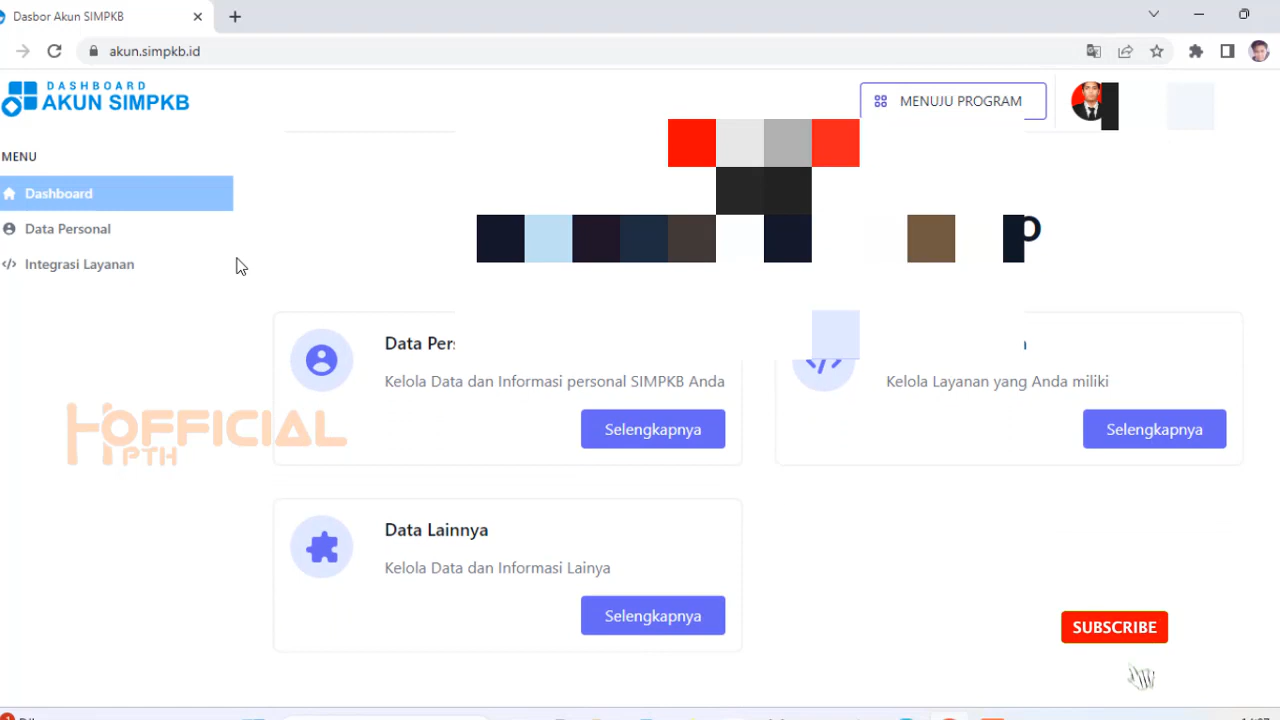 Dasbor Akun SIMPKB
akun.simpkb.id
DASHBOARD
AKUN SIMPKB
MENUJU PROGRAM
MENU
Dashboard
Data Personal
Integrasi Layanan
Data
Kelola Data dan Informasi personal SIMPKB Anda
Selengkapnya
Kelola Layanan yang Anda miliki
Selengkapnya
HOFFICIAL
PTH
Data Lainnya
Kelola Data dan Informasi Lainya
Selengkapnya
SUBSCRIBE